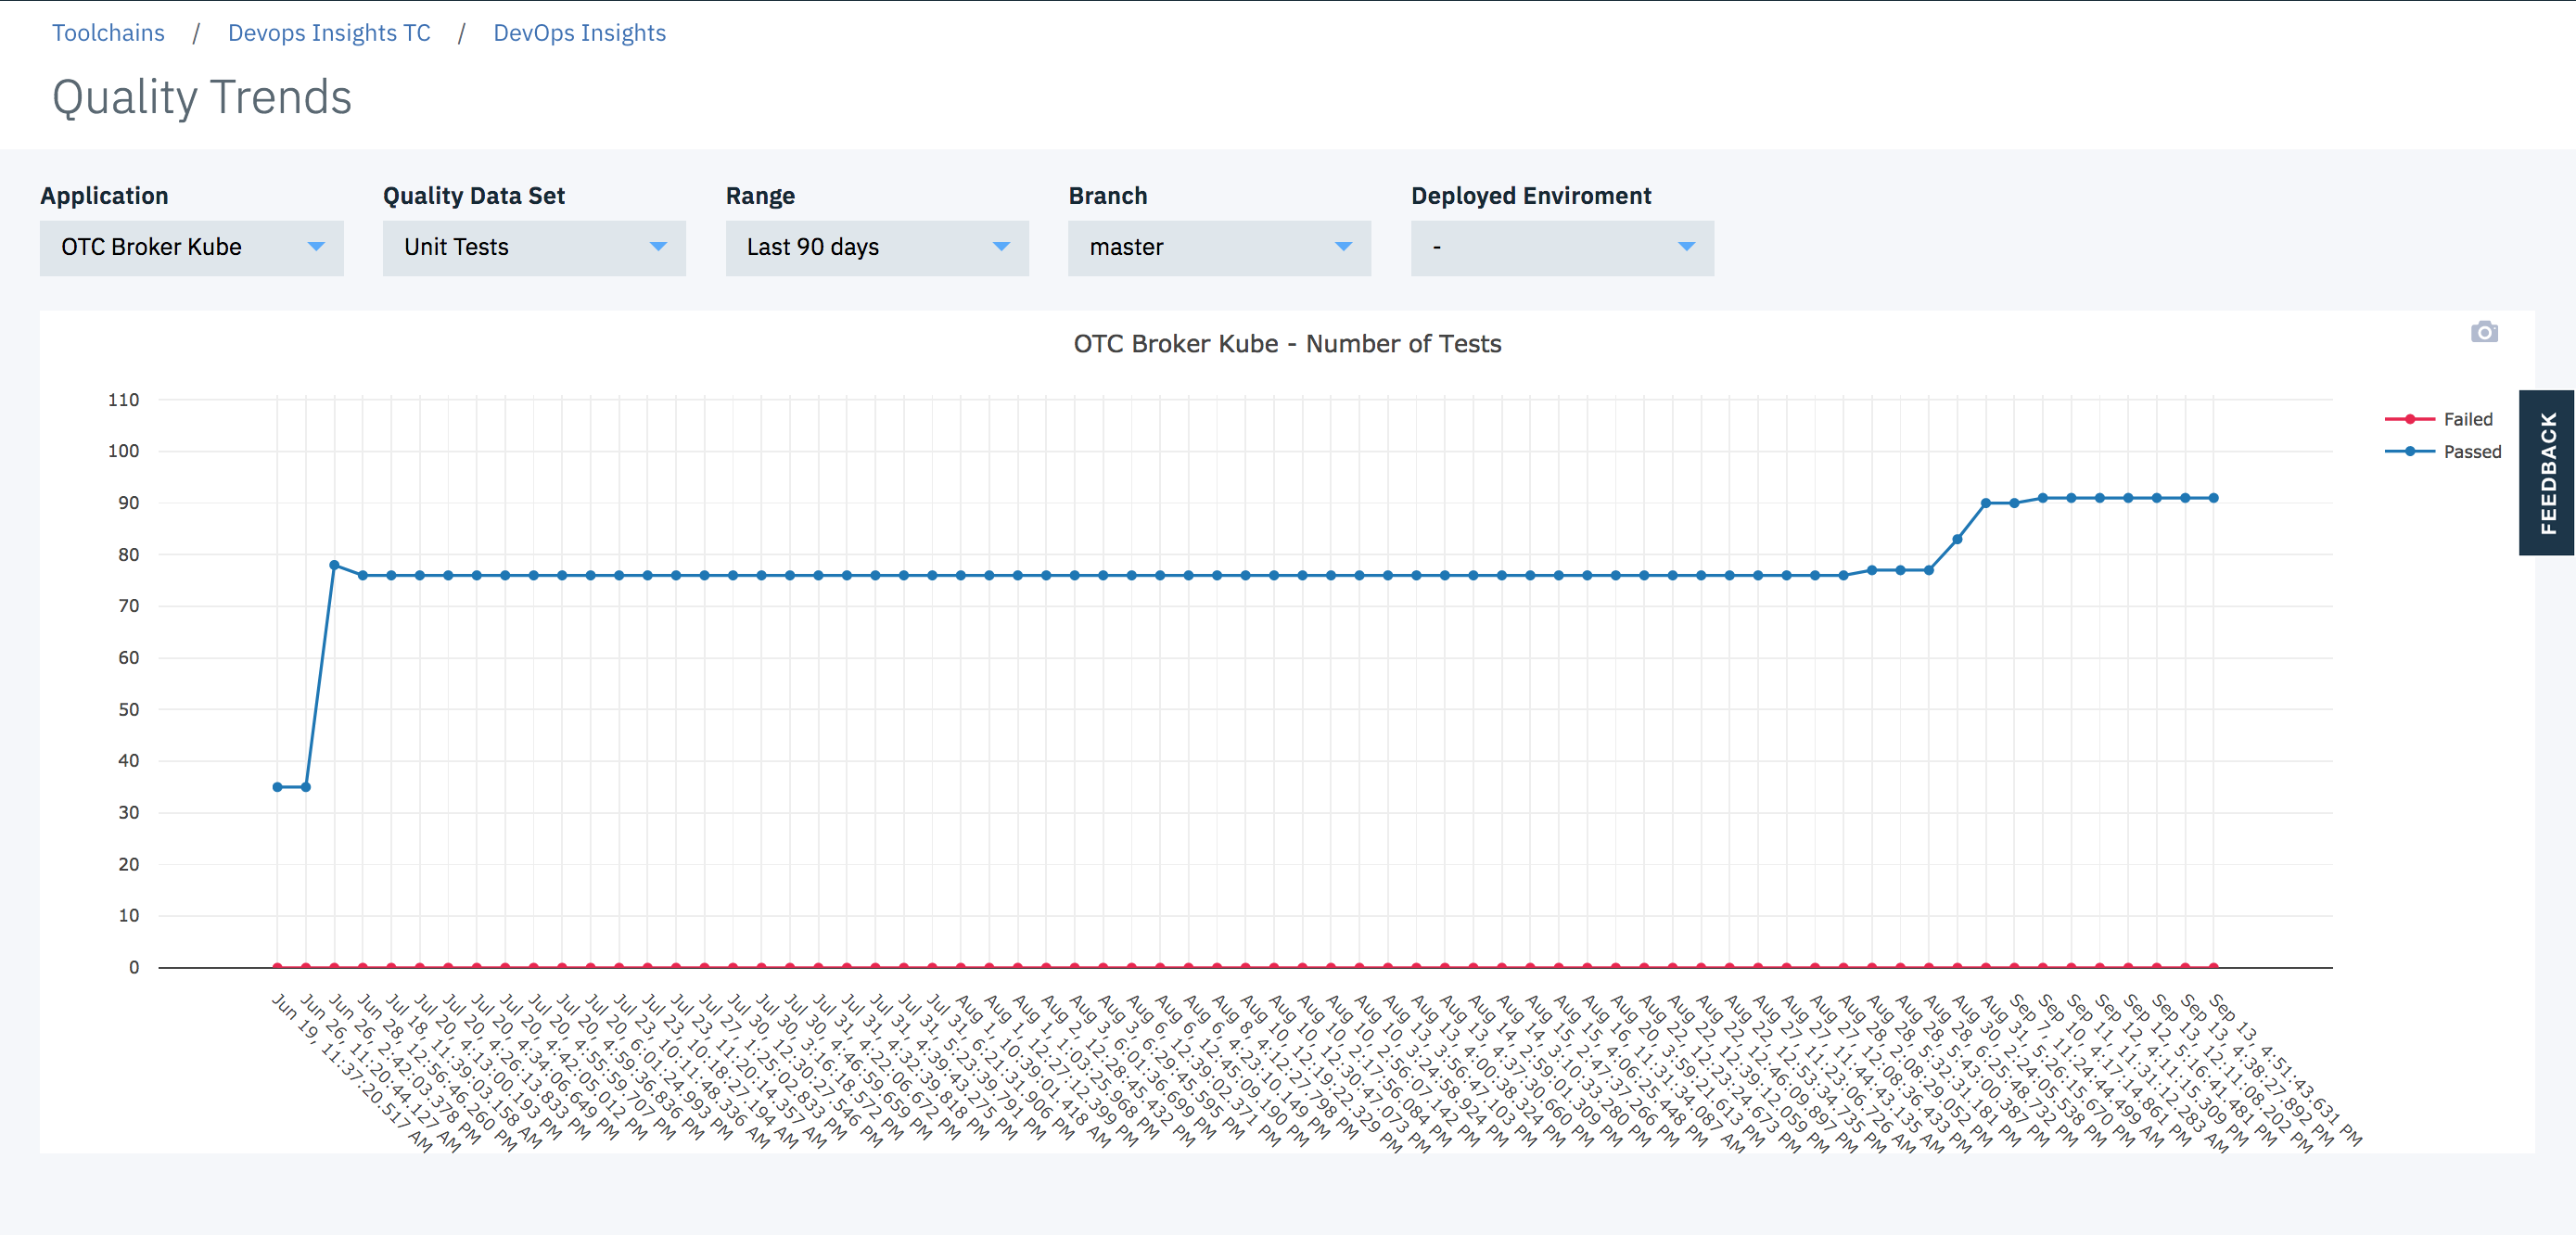 Toolchains / Devops Insights TC / DevOps Insights
Quality Trends
Application
Quality Data Set
Range
Branch
Deployed Enviroment
OTC Broker Kube
Unit Tests
Last 90 days
master
-
OTC Broker Kube - Number of Tests
110
100
90
80
70
60
50
40
30
20
10
0
Failed
Passed
FEEDBACK
Jun 19, 11:37:20.517 AM
Jun 26, 11:20:44.127 AM
Jun 26, 2:42:03.378 PM
Jun 28, 12:56:46.260 PM
Jul 18, 11:39:03.158 AM
Jul 20, 4:13:00.193 PM
Jul 20, 4:26:13.833 PM
Jul 20, 4:34:06.649 PM
Jul 20, 4:42:05.012 PM
Jul 20, 4:55:59.707 PM
Jul 20, 4:59:36.836 PM
Jul 20, 6:01:24.993 PM
Jul 23, 10:11:48.336 AM
Jul 23, 10:18:27.194 AM
Jul 23, 11:20:14.357 AM
Jul 27, 1:25:02.833 PM
Jul 30, 12:30:27.546 PM
Jul 30, 3:16:18.572 PM
Jul 30, 4:46:59.659 PM
Jul 31, 4:22:06.672 PM
Jul 31, 4:32:39.818 PM
Jul 31, 4:39:43.275 PM
Jul 31, 5:23:39.791 PM
Jul 31, 6:21:31.906 PM
Aug 1, 10:39:01.418 AM
Aug 1, 12:27:12.399 PM
Aug 1, 1:03:25.968 PM
Aug 2, 12:28:45.432 PM
Aug 3, 6:01:36.699 PM
Aug 3, 6:29:45.595 PM
Aug 6, 12:39:02.371 PM
Aug 6, 12:45:09.190 PM
Aug 6, 4:23:10.149 PM
Aug 8, 4:12:27.798 PM
Aug 10, 12:19:22.329 PM
Aug 10, 12:30:47.073 PM
Aug 10, 2:17:56.084 PM
Aug 10, 2:56:07.142 PM
Aug 10, 3:24:58.924 PM
Aug 13, 3:56:47.103 PM
Aug 13, 4:00:38.324 PM
Aug 13, 4:37:30.660 PM
Aug 14, 2:59:01.309 PM
Aug 14, 3:10:33.280 PM
Aug 15, 2:47:37.266 PM
Aug 15, 4:06:25.448 PM
Aug 16, 11:31:34.087 AM
Aug 20, 3:59:21.613 PM
Aug 22, 12:23:24.673 PM
Aug 22, 12:39:12.059 PM
Aug 22, 12:46:09.897 PM
Aug 22, 12:53:34.735 PM
Aug 27, 11:23:06.726 AM
Aug 27, 11:44:43.135 AM
Aug 27, 12:08:36.433 PM
Aug 28, 2:08:29.052 PM
Aug 28, 5:32:31.181 PM
Aug 28, 5:43:00.387 PM
Aug 28, 6:25:48.732 PM
Aug 30, 2:24:05.538 PM
Aug 31, 5:26:15.670 PM
Sep 7, 11:24:44.499 AM
Sep 10, 4:17:14.861 PM
Sep 11, 11:31:12.283 AM
Sep 12, 4:11:15.309 PM
Sep 12, 5:16:41.481 PM
Sep 13, 12:11:08.202 PM
Sep 13, 4:38:27.892 PM
Sep 13, 4:51:43.631 PM